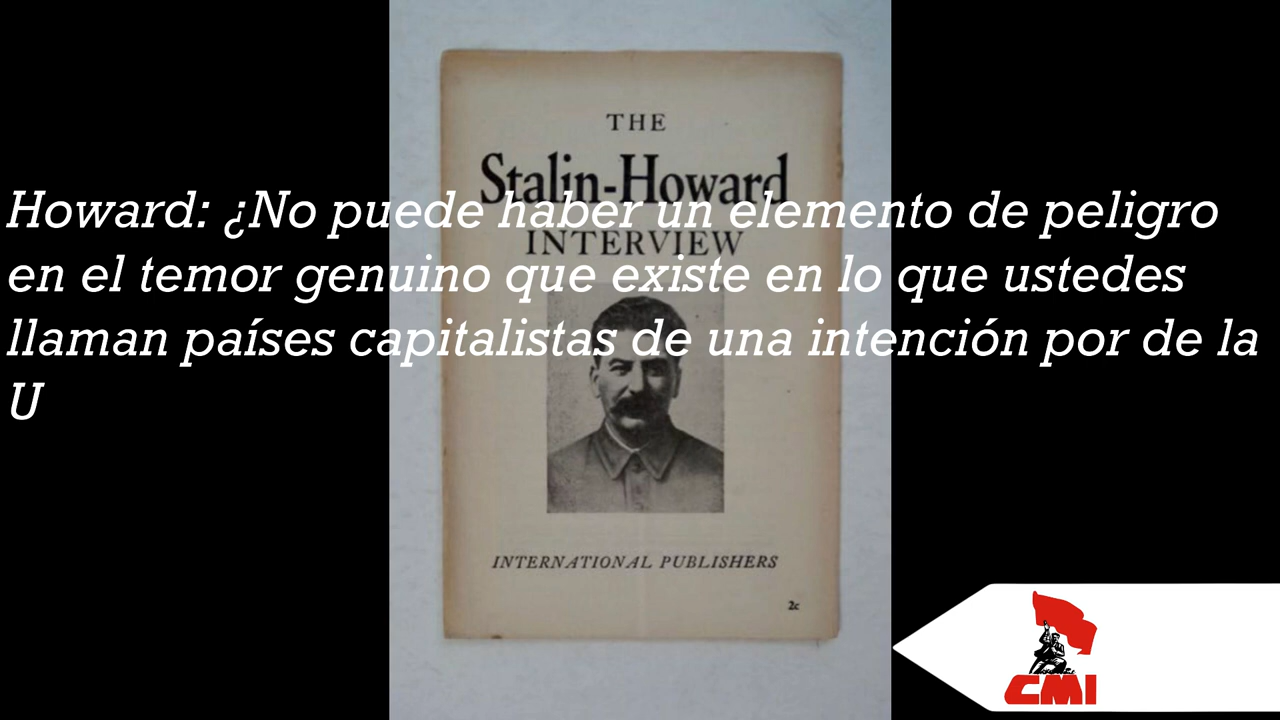 THE
Stalin-Howard
INTERVIEW
Howard: ¿No puede haber un elemento de peligro
en el temor genuino que existe en lo que ustedes
llaman países capitalistas de una intención por de la
U
INTERNATIONAL PUBLISHERS
2c
CMI